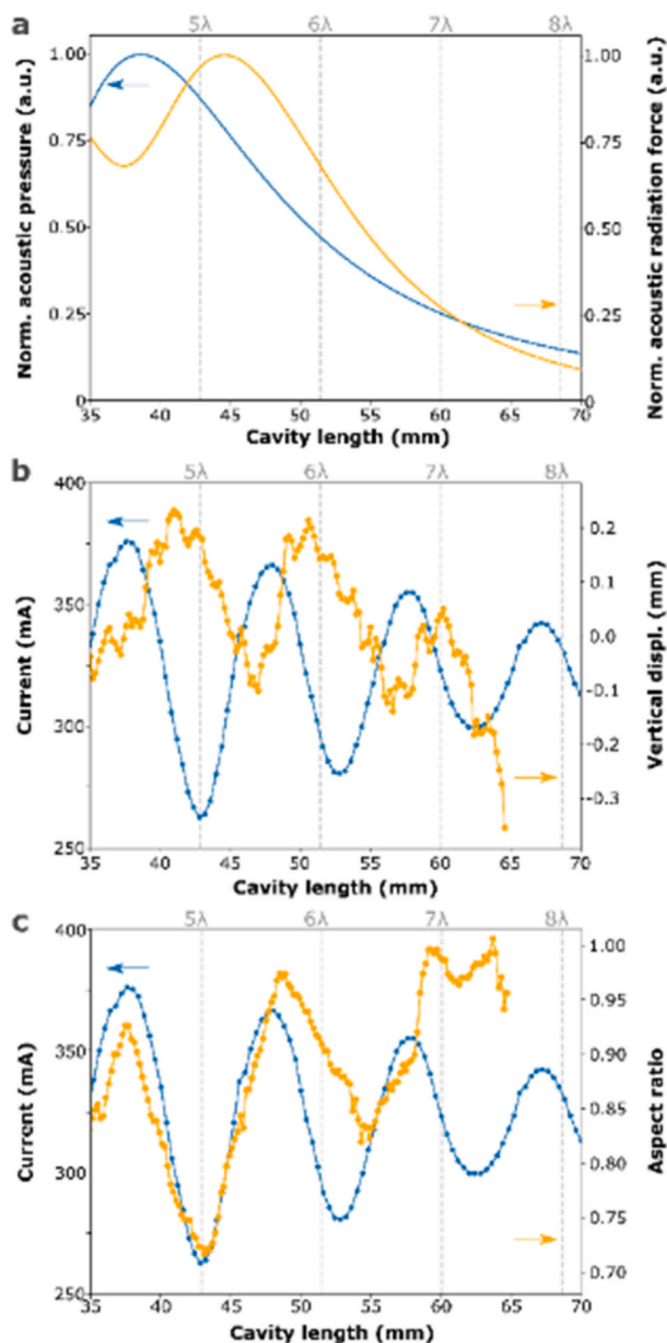 a
5λ 6λ 7λ 8λ
Norm. acoustic pressure (a.u.)
1.00
0.75
0.50
0.25
0
1.00
0.75
0.50
0.25
0
Norm. acoustic radiation force (a.u.)
35 40 45 50 55 60 65 70
Cavity length (mm)
b
5λ 6λ 7λ 8λ
Current (mA)
400
350
300
250
0.2
0.1
0.0
-0.1
-0.2
-0.3
Vertical displ. (mm)
35 40 45 50 55 60 65 70
Cavity length (mm)
c
5λ 6λ 7λ 8λ
Current (mA)
400
350
300
250
1.00
0.95
0.90
0.85
0.80
0.75
0.70
Aspect ratio
35 40 45 50 55 60 65 70
Cavity length (mm)